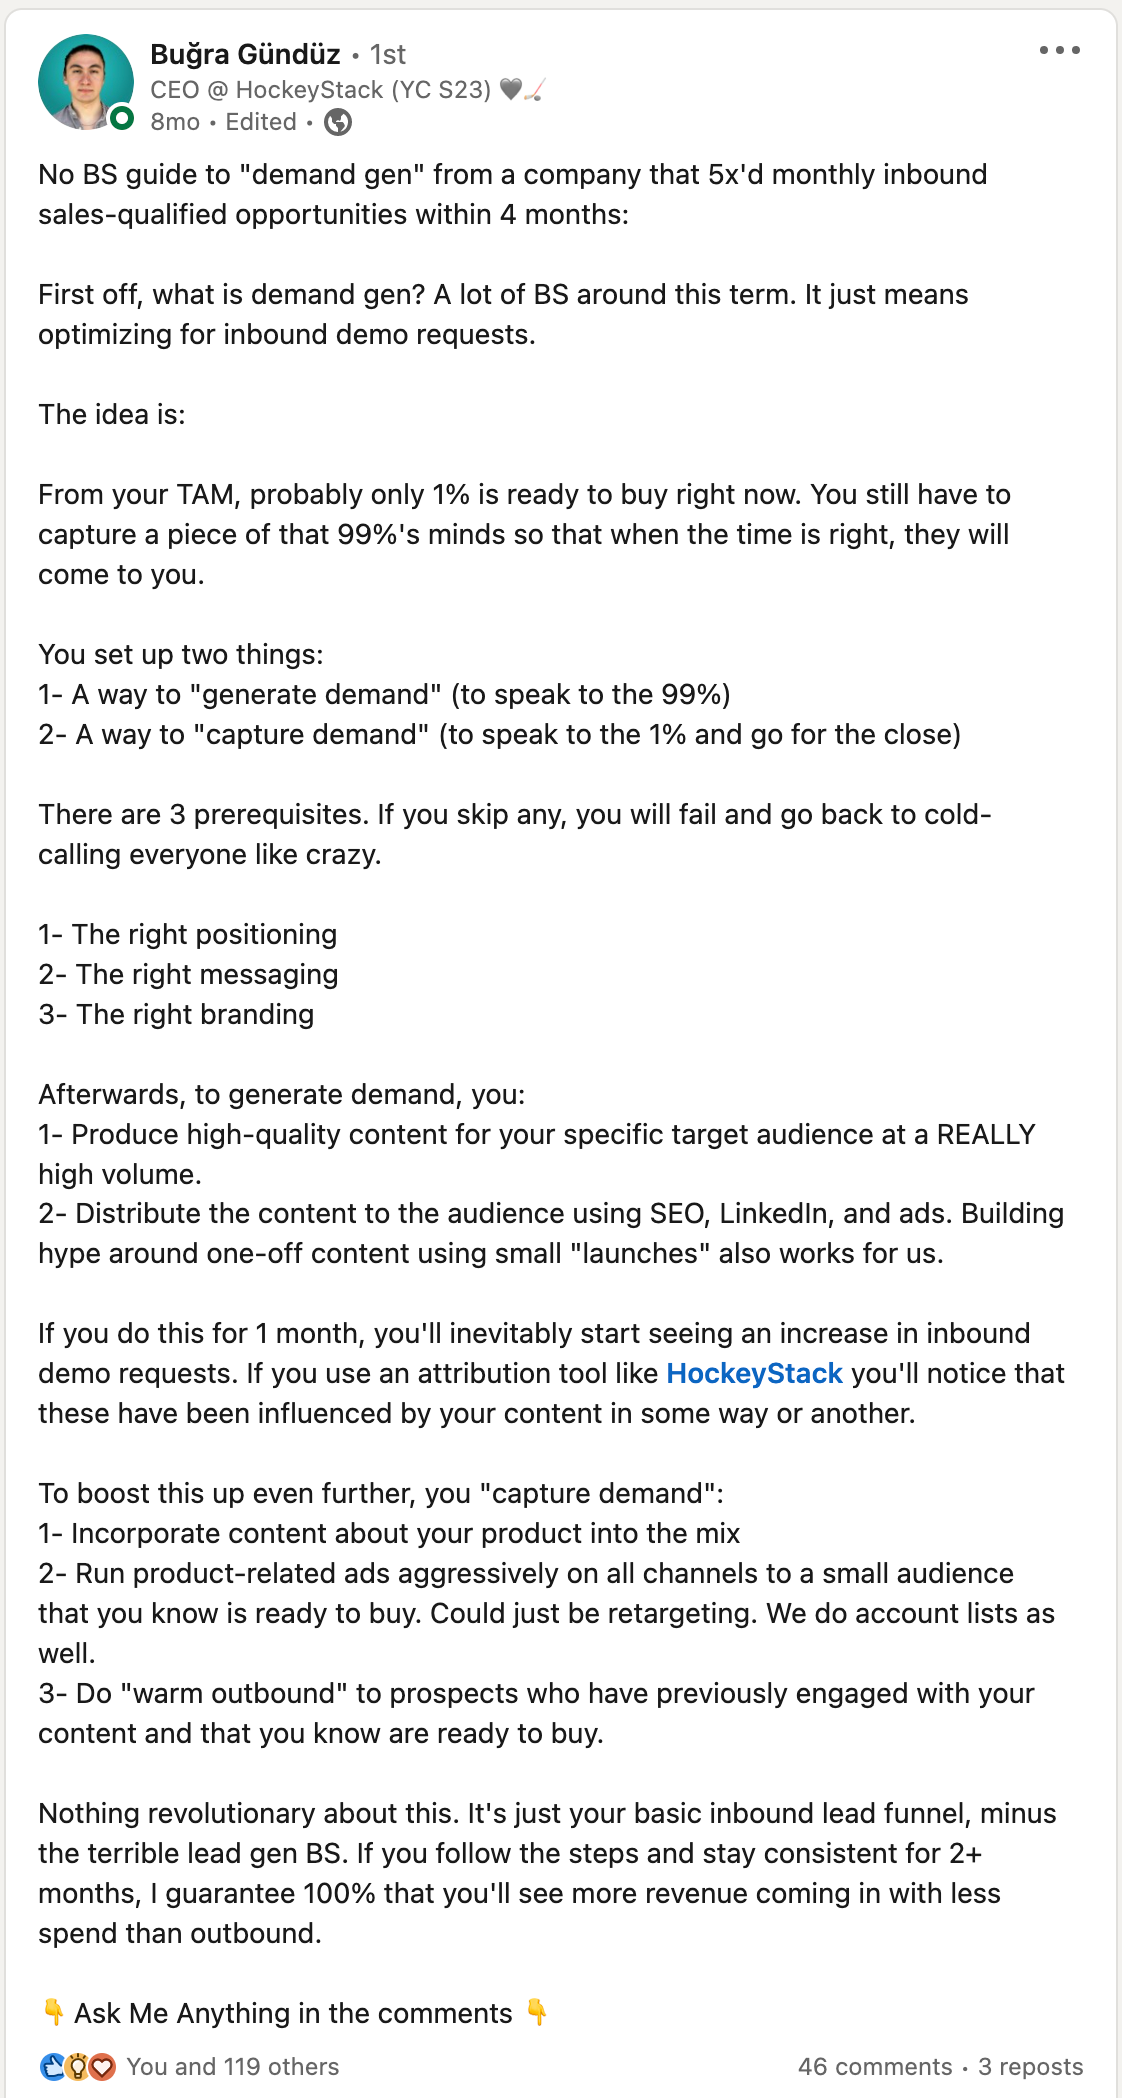 Buğra Gündüz • 1st
CEO @ HockeyStack (YC S23) 🖤🏒
8mo • Edited •
No BS guide to "demand gen" from a company that 5x'd monthly inbound
sales-qualified opportunities within 4 months:
First off, what is demand gen? A lot of BS around this term. It just means
optimizing for inbound demo requests.
The idea is:
From your TAM, probably only 1% is ready to buy right now. You still have to
capture a piece of that 99%'s minds so that when the time is right, they will
come to you.
You set up two things:
1- A way to "generate demand" (to speak to the 99%)
2- A way to "capture demand" (to speak to the 1% and go for the close)
There are 3 prerequisites. If you skip any, you will fail and go back to cold-
calling everyone like crazy.
1- The right positioning
2- The right messaging
3- The right branding
Afterwards, to generate demand, you:
1- Produce high-quality content for your specific target audience at a REALLY
high volume.
2- Distribute the content to the audience using SEO, LinkedIn, and ads. Building
hype around one-off content using small "launches" also works for us.
If you do this for 1 month, you'll inevitably start seeing an increase in inbound
demo requests. If you use an attribution tool like HockeyStack you'll notice that
these have been influenced by your content in some way or another.
To boost this up even further, you "capture demand":
1- Incorporate content about your product into the mix
2- Run product-related ads aggressively on all channels to a small audience
that you know is ready to buy. Could just be retargeting. We do account lists as
well.
3- Do "warm outbound" to prospects who have previously engaged with your
content and that you know are ready to buy.
Nothing revolutionary about this. It's just your basic inbound lead funnel, minus
the terrible lead gen BS. If you follow the steps and stay consistent for 2+
months, I guarantee 100% that you'll see more revenue coming in with less
spend than outbound.
👇 Ask Me Anything in the comments 👇
You and 119 others
46 comments • 3 reposts